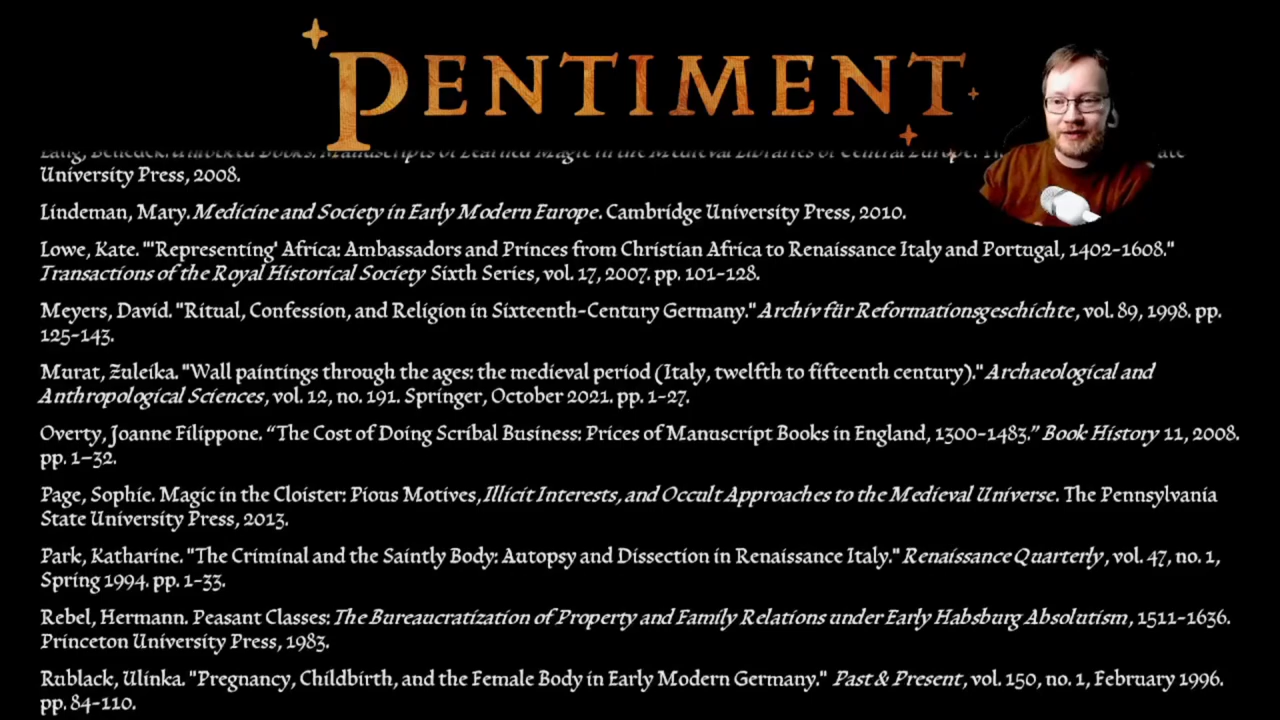 PENTIMENT
University Press, 2008.
Lindeman, Mary. Medicine and Society in Early Modern Europe. Cambridge University Press, 2010.
Lowe, Kate. "'Representing' Africa: Ambassadors and Princes from Christian Africa to Renaissance Italy and Portugal, 1402-1608."
Transactions of the Royal Historical Society Sixth Series, vol. 17, 2007. pp. 101-128.
Meyers, David. "Ritual, Confession, and Religion in Sixteenth-Century Germany." Archiv für Reformationsgeschichte, vol. 89, 1998. pp.
125-143.
Murat, Zuleika. "Wall paintings through the ages: the medieval period (Italy, twelfth to fifteenth century)." Archaeological and
Anthropological Sciences, vol. 12, no. 191. Springer, October 2021. pp. 1-27.
Overty, Joanne Filippone. “The Cost of Doing Scribal Business: Prices of Manuscript Books in England, 1300-1483.” Book History 11, 2008.
pp. 1–32.
Page, Sophie. Magic in the Cloister: Pious Motives, Illicit Interests, and Occult Approaches to the Medieval Universe. The Pennsylvania
State University Press, 2013.
Park, Katharine. "The Criminal and the Saintly Body: Autopsy and Dissection in Renaissance Italy." Renaissance Quarterly, vol. 47, no. 1,
Spring 1994. pp. 1-33.
Rebel, Hermann. Peasant Classes: The Bureaucratization of Property and Family Relations under Early Habsburg Absolutism, 1511-1636.
Princeton University Press, 1983.
Rublack, Ulinka. "Pregnancy, Childbirth, and the Female Body in Early Modern Germany." Past & Present, vol. 150, no. 1, February 1996.
pp. 84-110.